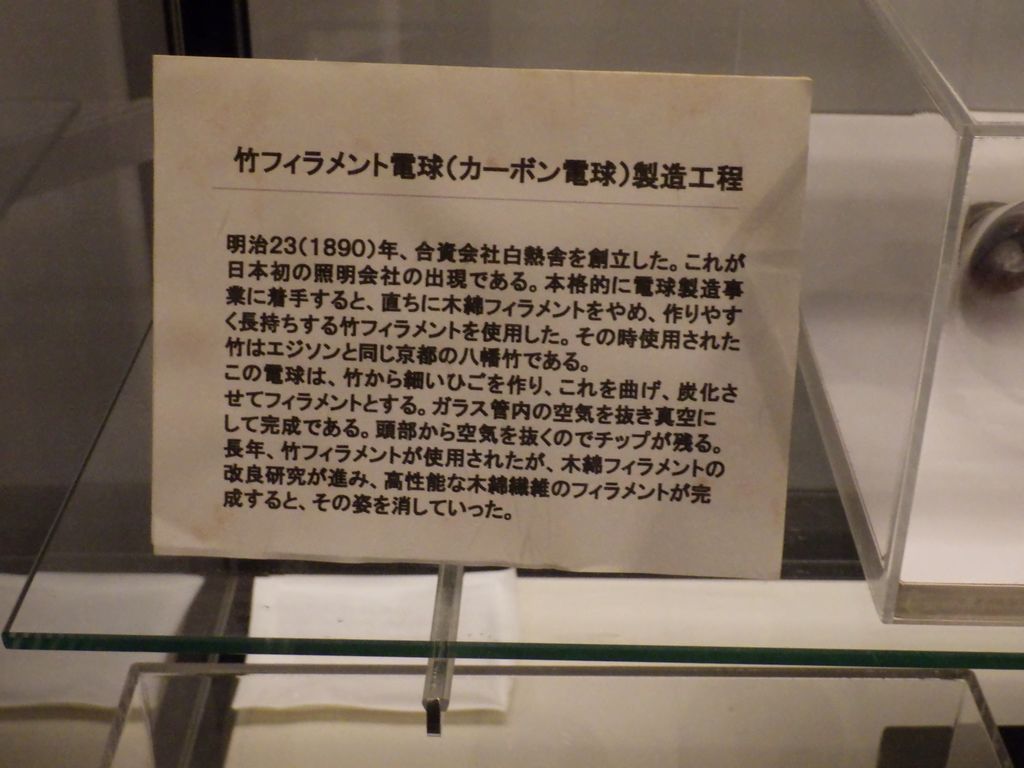 竹フィラメント電球(カーボン電球)製造工程
明治23(1890)年、合資会社白熱舎を創立した。これが
日本初の照明会社の出現である。本格的に電球製造事
業に着手すると、直ちに木綿フィラメントをやめ、作りやす
く長持ちする竹フィラメントを使用した。その時使用された
竹はエジソンと同じ京都の八幡竹である。
この電球は、竹から細いひごを作り、これを曲げ、炭化さ
せてフィラメントとする。ガラス管内の空気を抜き真空に
して完成である。頭部から空気を抜くのでチップが残る。
長年、竹フィラメントが使用されたが、木綿フィラメントの
改良研究が進み、高性能な木綿繊維のフィラメントが完
成すると、その姿を消していった。